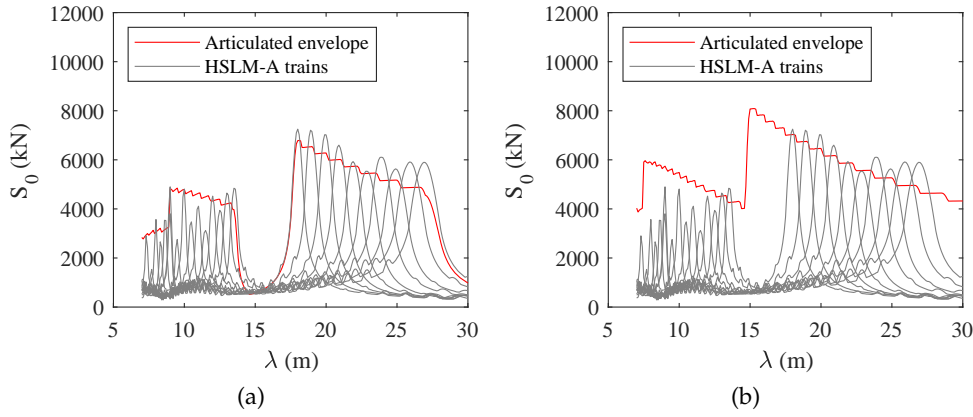 12000
10000
8000
6000
4000
2000
0
S₀ (kN)
Articulated envelope
HSLM-A trains
5 10 15 20 25 30
λ (m)
(a)
12000
10000
8000
6000
4000
2000
0
S₀ (kN)
Articulated envelope
HSLM-A trains
5 10 15 20 25 30
λ (m)
(b)